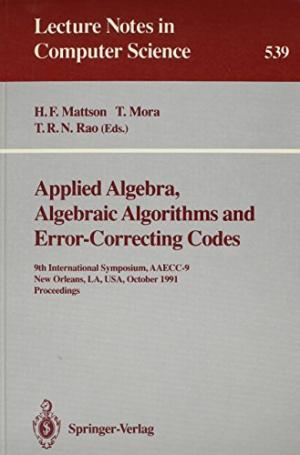 Lecture Notes in
Computer Science
539
H. F. Mattson T. Mora
T. R. N. Rao (Eds.)
Applied Algebra,
Algebraic Algorithms and
Error-Correcting Codes
9th International Symposium, AAECC-9
New Orleans, LA, USA, October 1991
Proceedings
Springer-Verlag